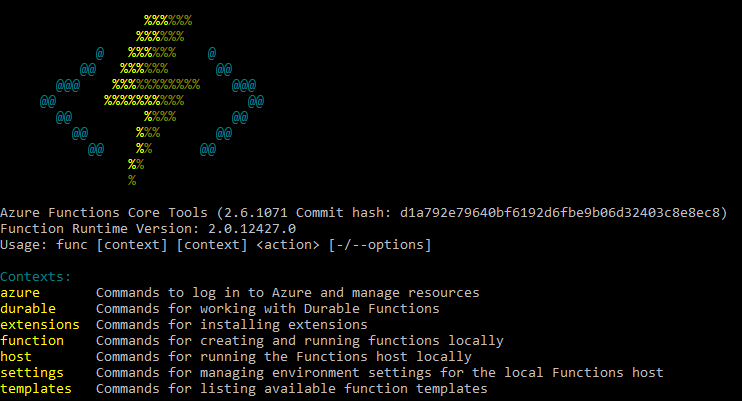 %%%%%%
%%%%%%
@ %%%%%% @
@@ %%%%%% @@
@@@ %%%%%%%%%%% @@@
@@ %%%%%%%%%% @@
@@ %%%% @@
@@ %%% @@
@@ %% @@
%%
%
Azure Functions Core Tools (2.6.1071 Commit hash: d1a792e79640bf6192d6fbe9b06d32403c8e8ec8)
Function Runtime Version: 2.0.12427.0
Usage: func [context] [context] <action> [-/--options]
Contexts:
azure Commands to log in to Azure and manage resources
durable Commands for working with Durable Functions
extensions Commands for installing extensions
function Commands for creating and running functions locally
host Commands for running the Functions host locally
settings Commands for managing environment settings for the local Functions host
templates Commands for listing available function templates